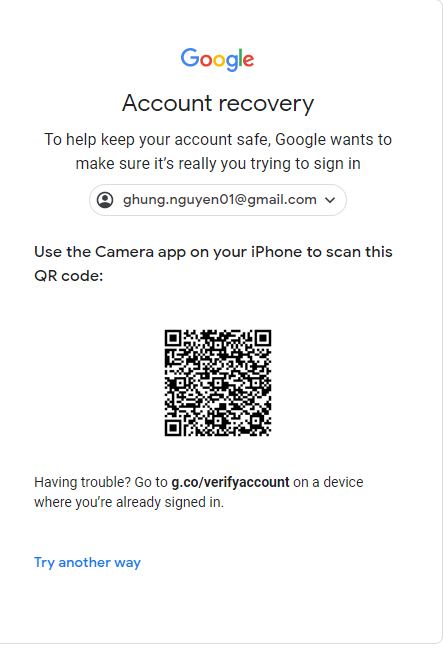 Google
Account recovery
To help keep your account safe, Google wants to
make sure it’s really you trying to sign in
ghung.nguyen01@gmail.com
Use the Camera app on your iPhone to scan this
QR code:
Having trouble? Go to g.co/verifyaccount on a device
where you’re already signed in.
Try another way